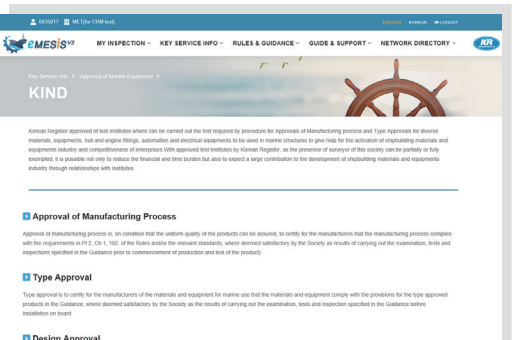 0035017 MET(for CRM test) ENGLISH KOREAN LOGOUT
eMESIS V2 MY INSPECTION KEY SERVICE INFO RULES & GUIDANCE GUIDE & SUPPORT NETWORK DIRECTORY KR
Key Service Info Approval of Marine Equipment
KIND
Korean Register approved of test institutes where can be carried out the test required by procedure for Approvals of Manufacturing process and Type Approvals for diverse
materials, equipments, hull and engine fittings, automation and electrical equipments to be used in marine structures to give help for the activation of shipbuilding materials and
equipments industry and competitiveness of enterprises.With approved test institutes by Korean Register, as the presence of surveyor of this society can be partially or fully
exempted, it is possible not only to reduce the financial and time burden but also to expect a large contribution to the development of shipbuilding materials and equipments
industry through relationships with institutes.
Approval of Manufacturing Process
Approval of manufacturing process is, on condition that the uniform quality of the products can be assured, to certify for the manufacturers that the manufacturing process complies
with the requirements in Pt 2, Ch 1, 102. of the Rules and/or the relevant standards, where deemed satisfactory by the Society as results of carrying out the examination, tests and
inspections specified in the Guidance prior to commencement of production and test of the product)
Type Approval
Type approval is to certify for the manufacturers of the materials and equipment for marine use that the materials and equipment comply with the provisions for the type approved
products in the Guidance, where deemed satisfactory by the Society as the results of carrying out the examination, tests and inspection specified in the Guidance before
installation on board
Design Approval